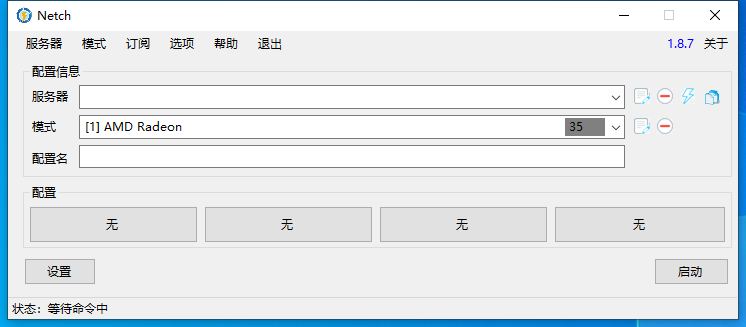 Netch
服务器 模式 订阅 选项 帮助 退出 1.8.7 关于
配置信息
服务器
模式 [1] AMD Radeon 35
配置名
配置
无 无 无 无
设置 启动
状态：等待命令中